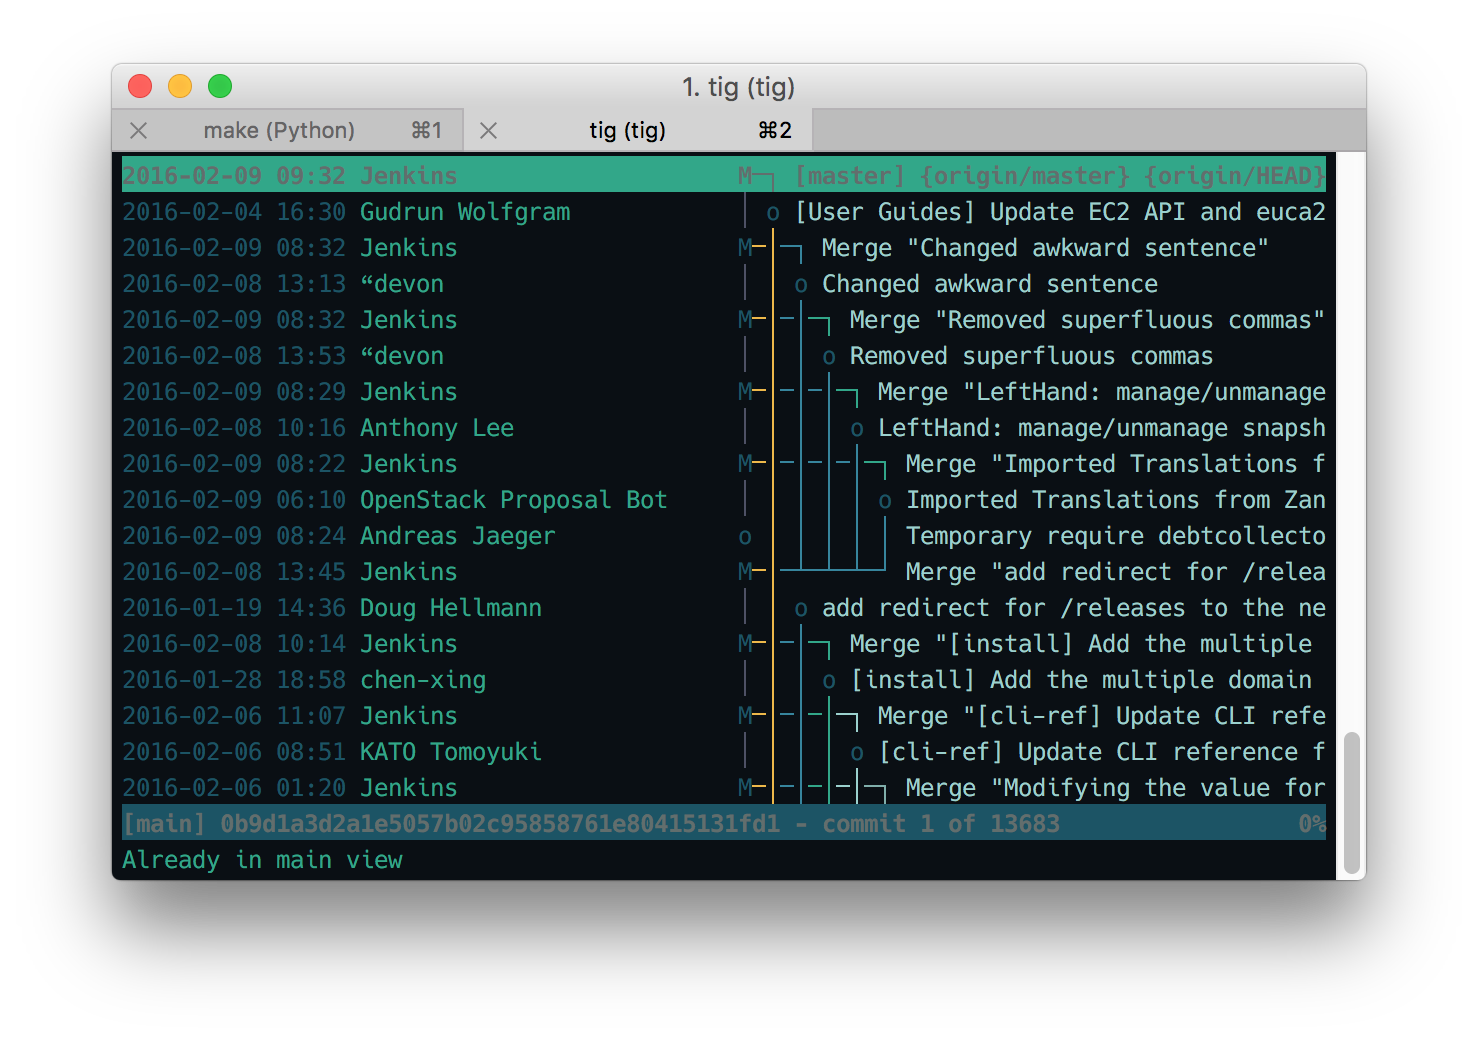 1. tig (tig)
make (Python) ⌘1 tig (tig) ⌘2
2016-02-09 09:32 Jenkins M [master] {origin/master} {origin/HEAD}
2016-02-04 16:30 Gudrun Wolfgram o [User Guides] Update EC2 API and euca2
2016-02-09 08:32 Jenkins M Merge "Changed awkward sentence"
2016-02-08 13:13 “devon o Changed awkward sentence
2016-02-09 08:32 Jenkins M Merge "Removed superfluous commas"
2016-02-08 13:53 “devon o Removed superfluous commas
2016-02-09 08:29 Jenkins M Merge "LeftHand: manage/unmanage
2016-02-08 10:16 Anthony Lee o LeftHand: manage/unmanage snapsh
2016-02-09 08:22 Jenkins M Merge "Imported Translations f
2016-02-09 06:10 OpenStack Proposal Bot o Imported Translations from Zan
2016-02-09 08:24 Andreas Jaeger o Temporary require debtcollecto
2016-02-08 13:45 Jenkins M Merge "add redirect for /relea
2016-01-19 14:36 Doug Hellmann o add redirect for /releases to the ne
2016-02-08 10:14 Jenkins M Merge "[install] Add the multiple
2016-01-28 18:58 chen-xing o [install] Add the multiple domain
2016-02-06 11:07 Jenkins M Merge "[cli-ref] Update CLI refe
2016-02-06 08:51 KATO Tomoyuki o [cli-ref] Update CLI reference f
2016-02-06 01:20 Jenkins M Merge "Modifying the value for
[main] 0b9d1a3d2a1e5057b02c95858761e80415131fd1 - commit 1 of 13683 0%
Already in main view